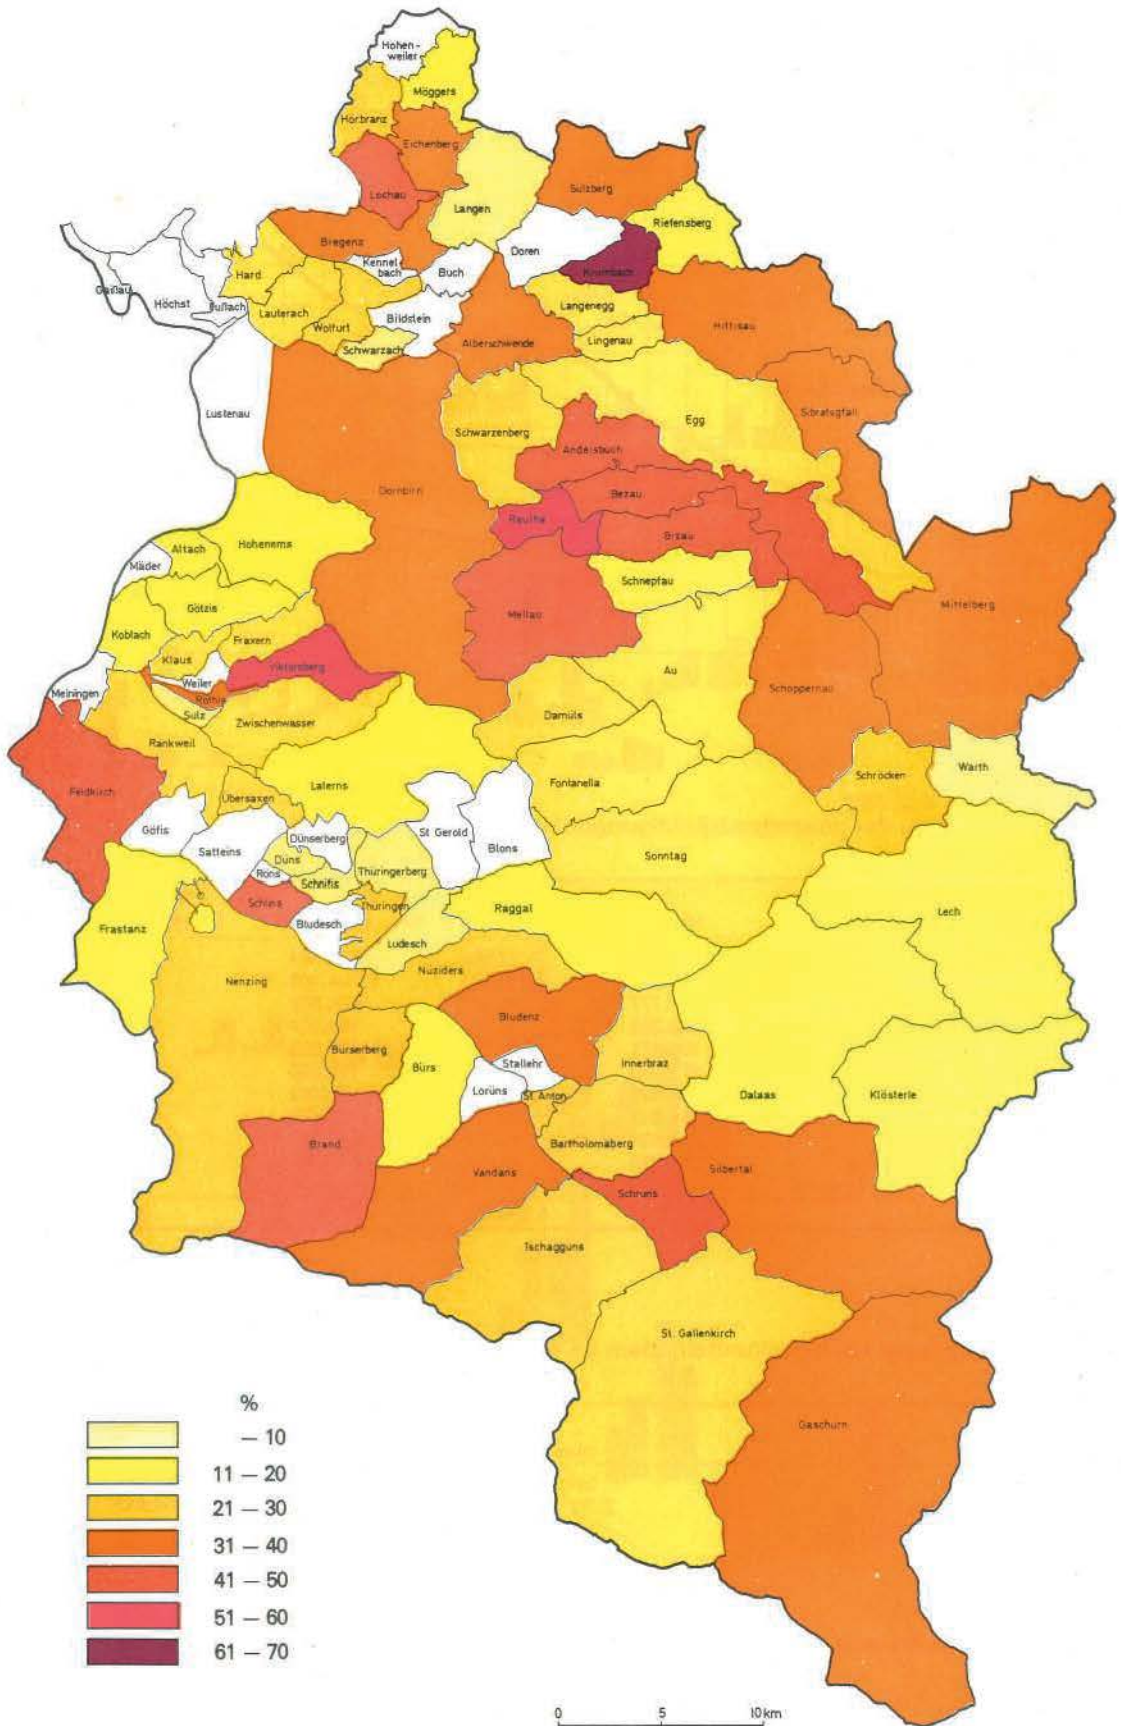 Hohen-
weiler
Möggers
Hörbranz
Eichenberg
Lochau
Langen
Sulzberg
Riefensberg
Bregenz
Doren
Kennel
bach
Buch
Krumbach
Hard
Gaißau
Höchst
Fußach
Lauterach
Wolfurt
Bildstein
Langenegg
Hittisau
Schwarzach
Alberschwende
Lingenau
Lustenau
Schwarzenberg
Egg
Sibratsgfäll
Andelsbuch
Dornbirn
Bezau
Reuthe
Bizau
Hohenems
Altach
Mäder
Schnepfau
Mittelberg
Götzis
Mellau
Koblach
Fraxern
Klaus
Viktorsberg
Au
Weiler
Schoppernau
Meiningen
Röthis
Sulz
Zwischenwasser
Damüls
Rankweil
Warth
Schröcken
Fontanella
Laterns
Feldkirch
Übersaxen
Göfis
Dünserberg
St Gerold
Satteins
Blons
Sonntag
Düns
Röns
Schnifis
Thüringerberg
Schlins
Thüringen
Raggal
Lech
Bludesch
Frastanz
Ludesch
Nüziders
Nenzing
Bludenz
Bürserberg
Stallehr
Innerbraz
Bürs
Lorüns
St. Anton
Dalaas
Klösterle
Brand
Bartholomäberg
Vandans
Silbertal
Schruns
Tschagguns
St. Gallenkirch
Gaschurn
%
— 10
11 — 20
21 — 30
31 — 40
41 — 50
51 — 60
61 — 70
0 5 10 km